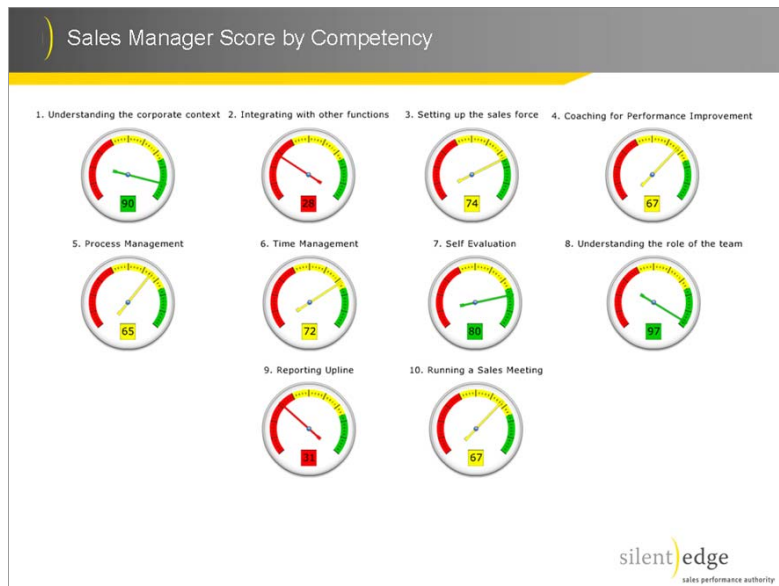 Sales Manager Score by Competency
1. Understanding the corporate context
2. Integrating with other functions
3. Setting up the sales force
4. Coaching for Performance Improvement
90
28
74
67
5. Process Management
6. Time Management
7. Self Evaluation
8. Understanding the role of the team
65
72
80
97
9. Reporting Upline
10. Running a Sales Meeting
31
67
silent edge
sales performance authority